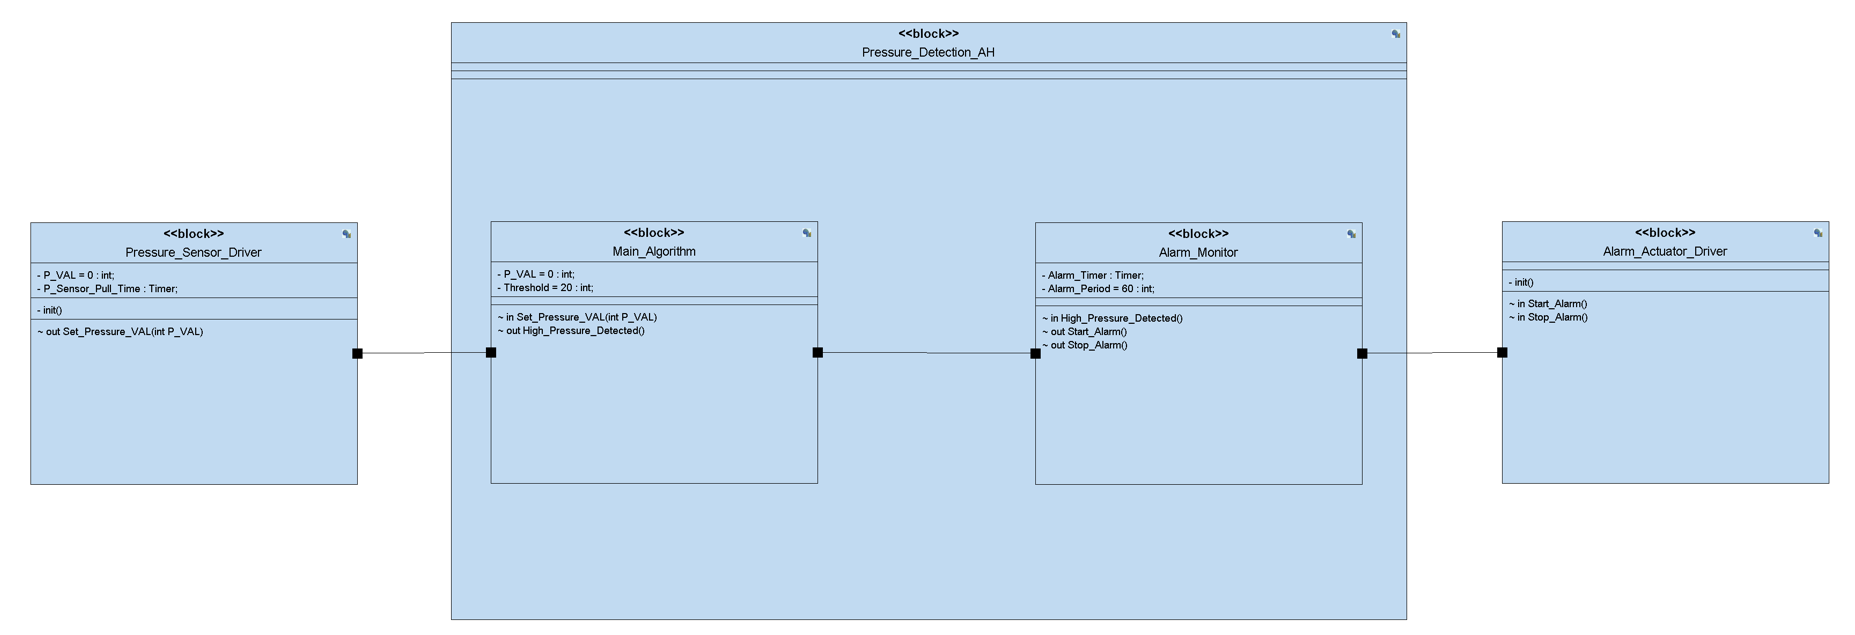 <<block>>
Pressure_Detection_AH
<<block>>
Pressure_Sensor_Driver
- P_VAL = 0 : int;
- P_Sensor_Pull_Time : Timer;
- init()
~ out Set_Pressure_VAL(int P_VAL)
<<block>>
Main_Algorithm
- P_VAL = 0 : int;
- Threshold = 20 : int;
~ in Set_Pressure_VAL(int P_VAL)
~ out High_Pressure_Detected()
<<block>>
Alarm_Monitor
- Alarm_Timer : Timer;
- Alarm_Period = 60 : int;
~ in High_Pressure_Detected()
~ out Start_Alarm()
~ out Stop_Alarm()
<<block>>
Alarm_Actuator_Driver
- init()
~ in Start_Alarm()
~ in Stop_Alarm()